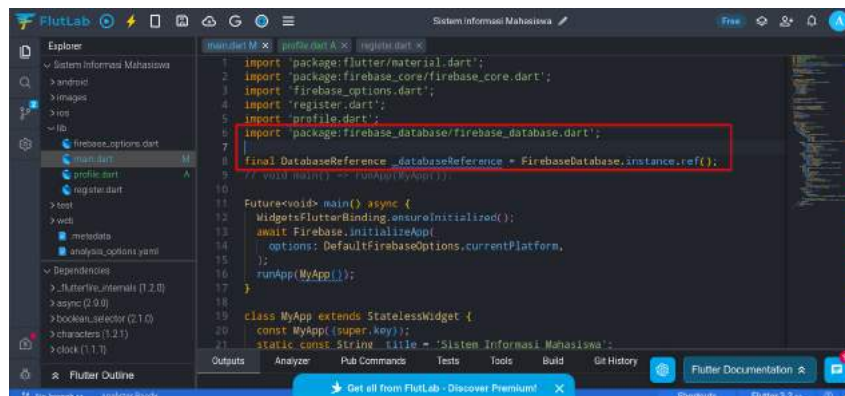 FlutLab
Sistem Informasi Mahasiswa
Free
Explorer
main.dart M × profile.dart A × register.dart ×
Sistem Informasi Mahasiswa
> android
> images
> ios
lib
firebase_options.dart
main.dart M
profile.dart A
register.dart
> test
> web
.metadata
analysis_options.yaml
Dependencies
> _flutterfire_internals (1.2.0)
> async (2.9.0)
> boolean_selector (2.1.0)
> characters (1.2.1)
> clock (1.1.1)
Flutter Outline
1 import 'package:flutter/material.dart';
2 import 'package:firebase_core/firebase_core.dart';
3 import 'firebase_options.dart';
4 import 'register.dart';
5 import 'profile.dart';
6 import 'package:firebase_database/firebase_database.dart';
7
8 final DatabaseReference _databaseReference = FirebaseDatabase.instance.ref();
9 // void main() => runApp(MyApp());
10
11 Future<void> main() async {
12 WidgetsFlutterBinding.ensureInitialized();
13 await Firebase.initializeApp(
14 options: DefaultFirebaseOptions.currentPlatform,
15 );
16 runApp(MyApp());
17 }
18
19 class MyApp extends StatelessWidget {
20 const MyApp({super.key});
21 static const String title = 'Sistem Informasi Mahasiswa';
Outputs Analyzer Pub Commands Tests Tools Build Git History
Flutter Documentation
Get all from FlutLab - Discover Premium! ×